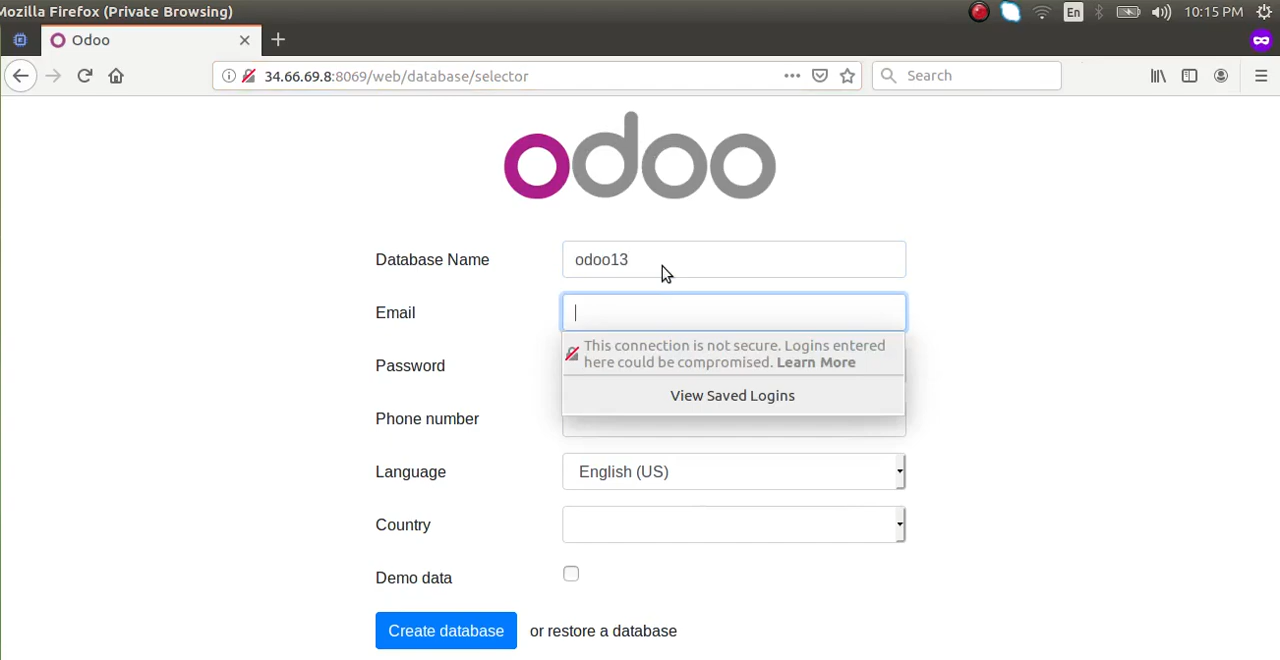 Mozilla Firefox (Private Browsing)
En
10:15 PM
Odoo
34.66.69.8:8069/web/database/selector
Search
odoo
Database Name
odoo13
Email
This connection is not secure. Logins entered
here could be compromised. Learn More
Password
View Saved Logins
Phone number
Language
English (US)
Country
Demo data
Create database
or restore a database